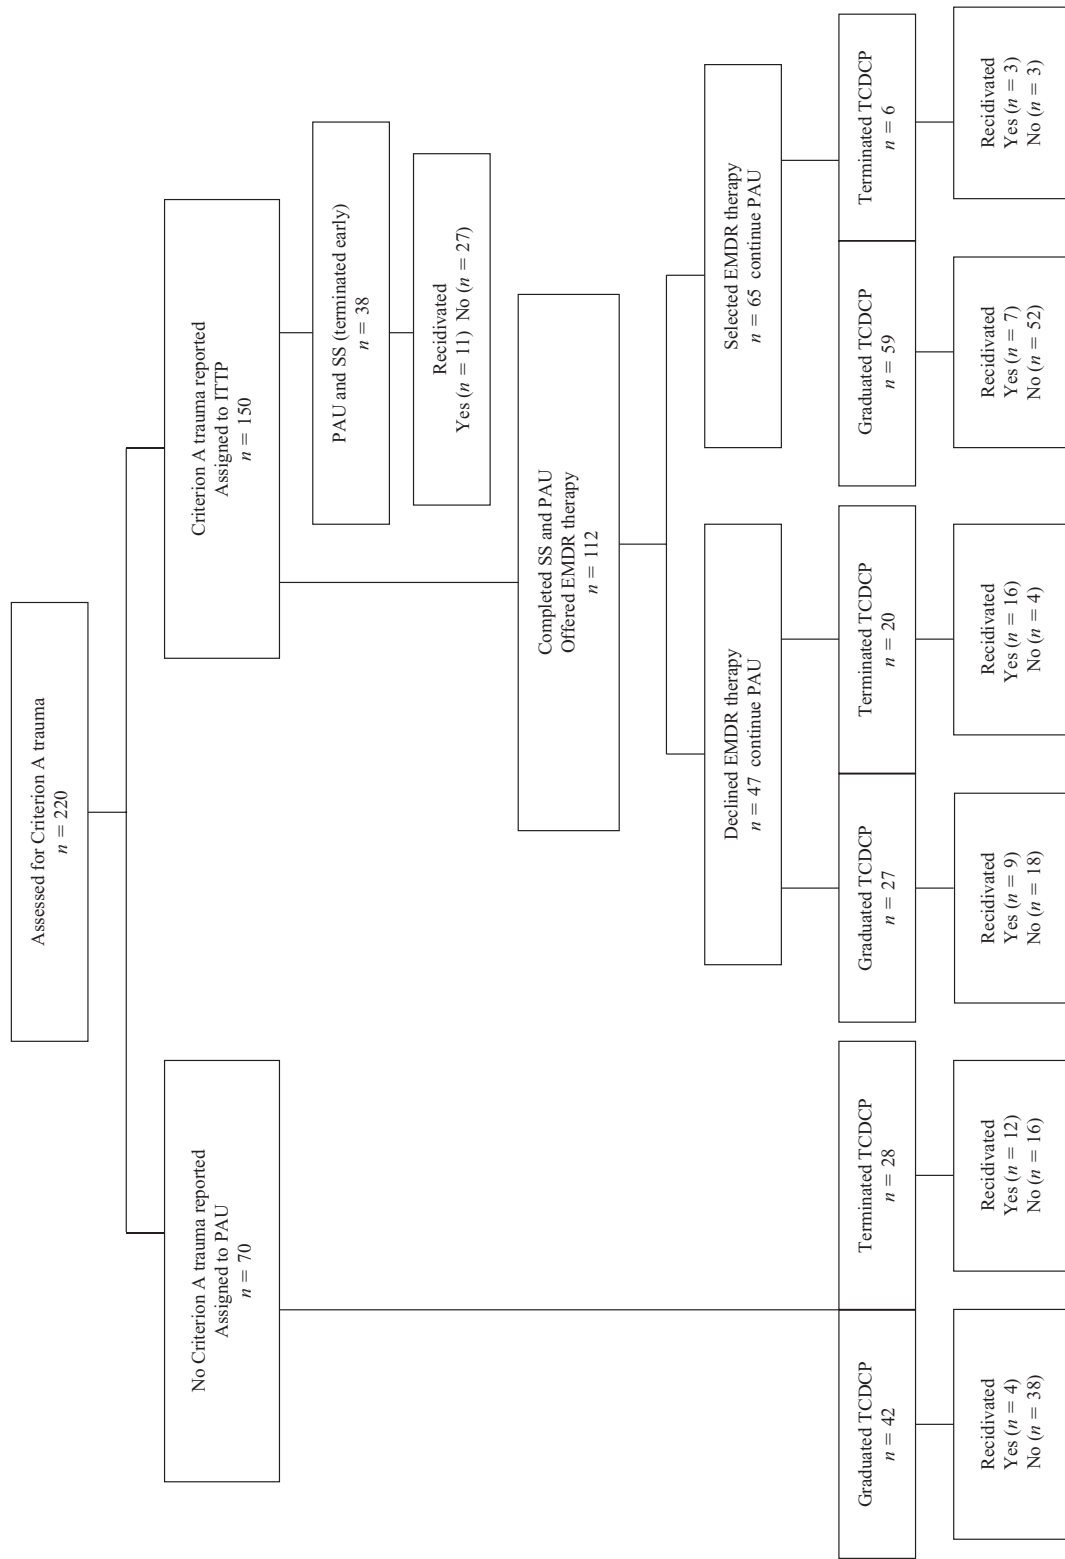 Assessed for Criterion A trauma
n = 220
No Criterion A trauma reported
Assigned to PAU
n = 70
Criterion A trauma reported
Assigned to ITTP
n = 150
PAU and SS (terminated early)
n = 38
Recidivated
Yes (n = 11) No (n = 27)
Completed SS and PAU
Offered EMDR therapy
n = 112
Declined EMDR therapy
n = 47 continue PAU
Selected EMDR therapy
n = 65 continue PAU
Graduated TCDCP
n = 42
Terminated TCDCP
n = 28
Graduated TCDCP
n = 27
Terminated TCDCP
n = 20
Graduated TCDCP
n = 59
Terminated TCDCP
n = 6
Recidivated
Yes (n = 4)
No (n = 38)
Recidivated
Yes (n = 12)
No (n = 16)
Recidivated
Yes (n = 9)
No (n = 18)
Recidivated
Yes (n = 16)
No (n = 4)
Recidivated
Yes (n = 7)
No (n = 52)
Recidivated
Yes (n = 3)
No (n = 3)